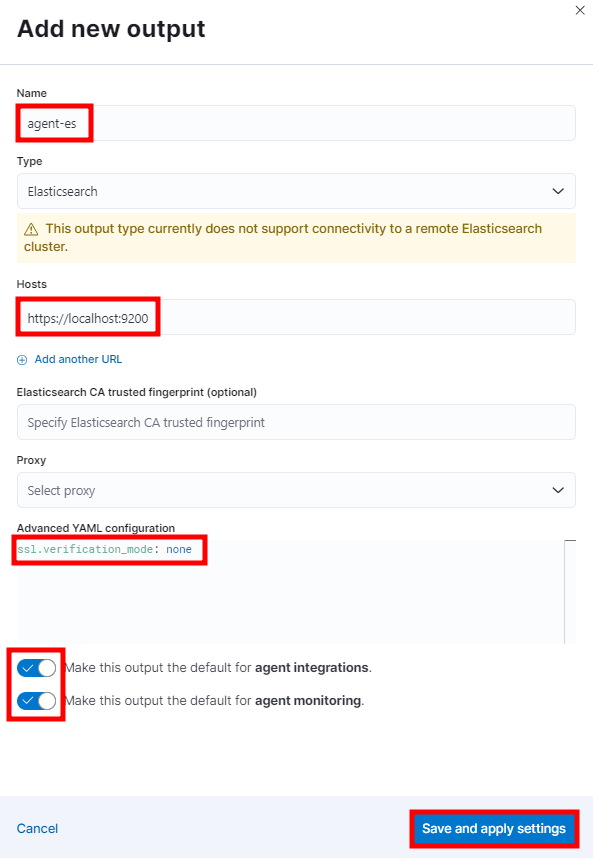 Add new output
Name
agent-es
Type
Elasticsearch
This output type currently does not support connectivity to a remote Elasticsearch
cluster.
Hosts
https://localhost:9200
Add another URL
Elasticsearch CA trusted fingerprint (optional)
Specify Elasticsearch CA trusted fingerprint
Proxy
Select proxy
Advanced YAML configuration
ssl.verification_mode: none
Make this output the default for agent integrations.
Make this output the default for agent monitoring.
Cancel
Save and apply settings